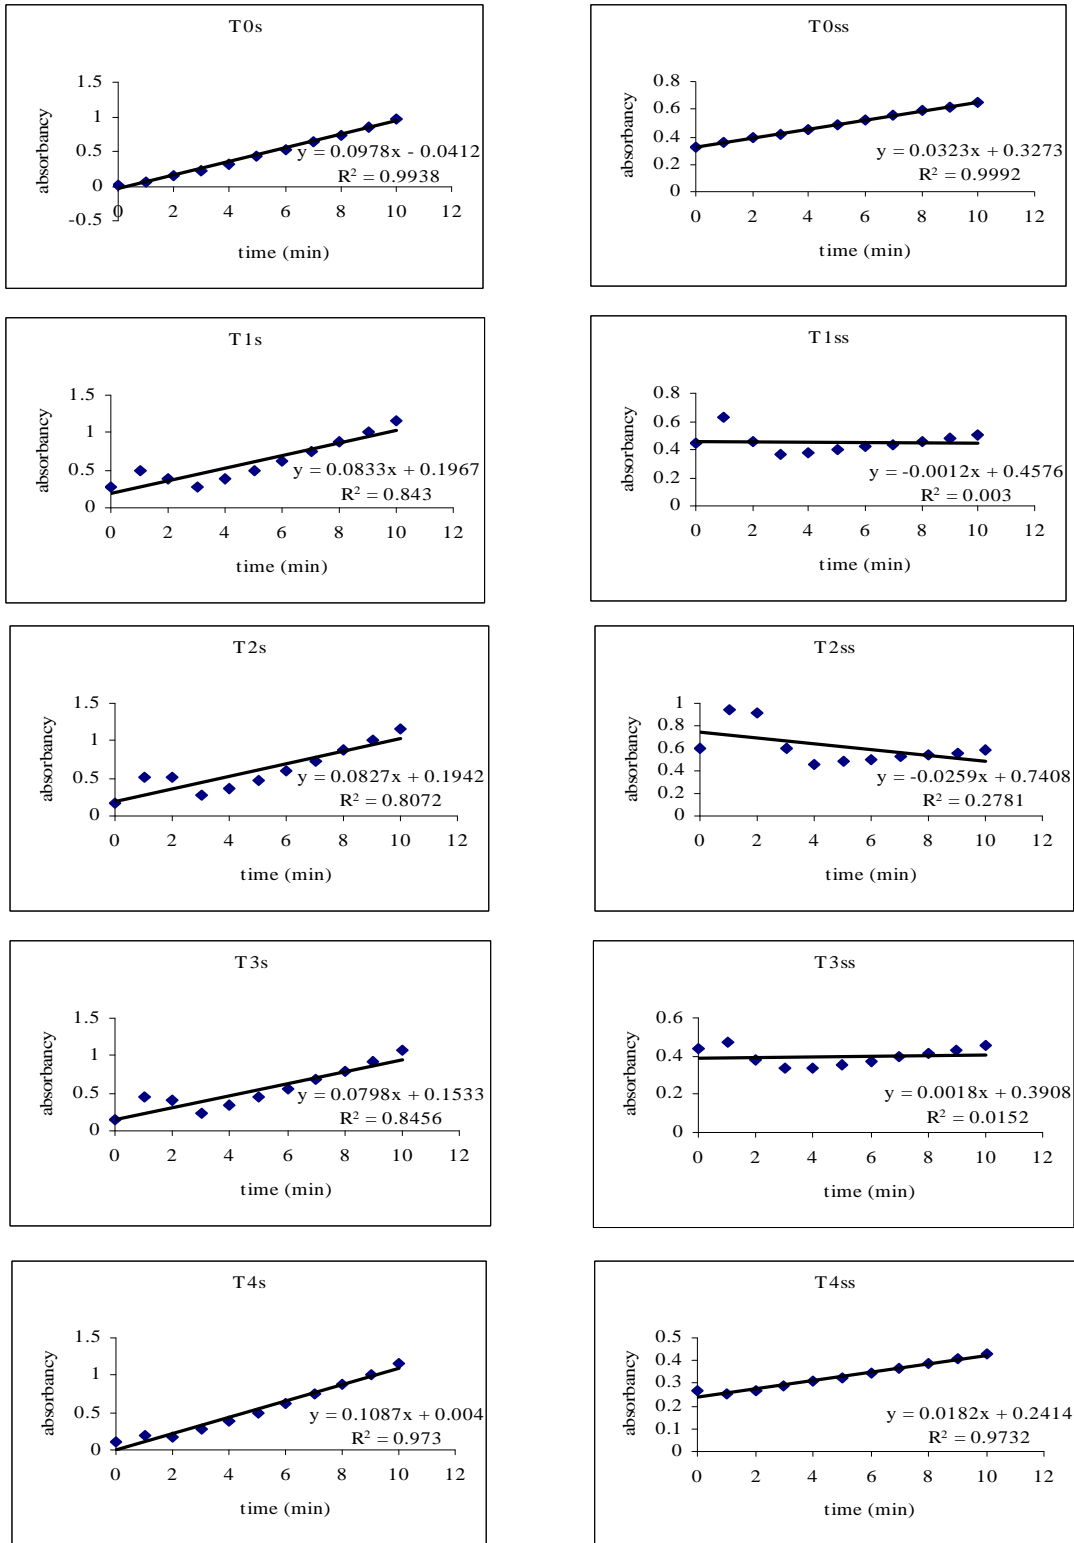 T0s
absorbancy
1.5
1
0.5
0
-0.5
y = 0.0978x - 0.0412
R² = 0.9938
0 2 4 6 8 10 12
time (min)
T0ss
absorbancy
0.8
0.6
0.4
0.2
0
y = 0.0323x + 0.3273
R² = 0.9992
0 2 4 6 8 10 12
time (min)
T1s
absorbancy
1.5
1
0.5
0
y = 0.0833x + 0.1967
R² = 0.843
0 2 4 6 8 10 12
time (min)
T1ss
absorbancy
0.8
0.6
0.4
0.2
0
y = -0.0012x + 0.4576
R² = 0.003
0 2 4 6 8 10 12
time (min)
T2s
absorbancy
1.5
1
0.5
0
y = 0.0827x + 0.1942
R² = 0.8072
0 2 4 6 8 10 12
time (min)
T2ss
absorbancy
1
0.8
0.6
0.4
0.2
0
y = -0.0259x + 0.7408
R² = 0.2781
0 2 4 6 8 10 12
time (min)
T3s
absorbancy
1.5
1
0.5
0
y = 0.0798x + 0.1533
R² = 0.8456
0 2 4 6 8 10 12
time (min)
T3ss
absorbancy
0.6
0.4
0.2
0
y = 0.0018x + 0.3908
R² = 0.0152
0 2 4 6 8 10 12
time (min)
T4s
absorbancy
1.5
1
0.5
0
y = 0.1087x + 0.004
R² = 0.973
0 2 4 6 8 10 12
time (min)
T4ss
absorbancy
0.5
0.4
0.3
0.2
0.1
0
y = 0.0182x + 0.2414
R² = 0.9732
0 2 4 6 8 10 12
time (min)